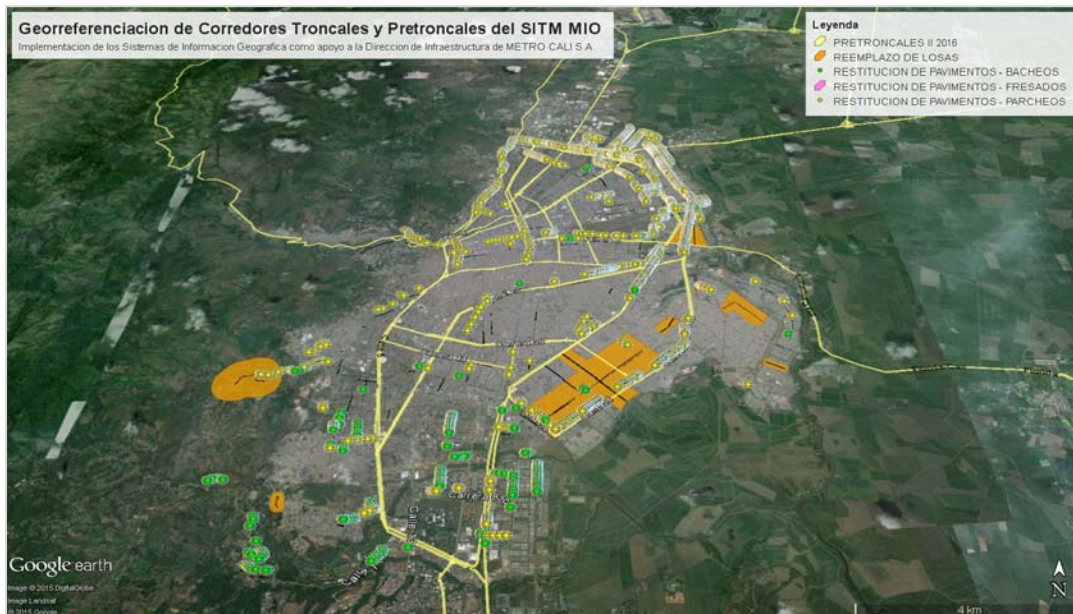 Georreferenciacion de Corredores Troncales y Pretroncales del SITM MIO
Implementacion de los Sistemas de Informacion Geografica como apoyo a la Direccion de Infraestructura de METRO CALI S.A.
Leyenda
PRETRONCALES II 2016
REEMPLAZO DE LOSAS
RESTITUCION DE PAVIMENTOS - BACHEOS
RESTITUCION DE PAVIMENTOS - FRESADOS
RESTITUCION DE PAVIMENTOS - PARCHEOS
Carrera
Google earth
Image © 2015 DigitalGlobe
Image Landsat
© 2015 Google
N
4 km